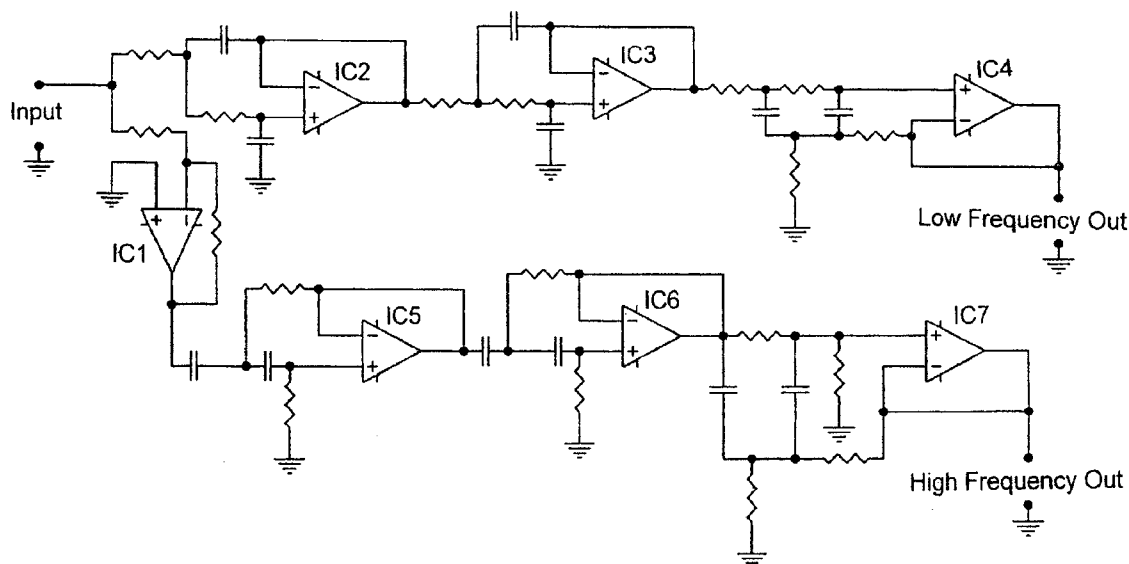 IC2
IC3
IC4
Input
IC1
Low Frequency Out
IC5
IC6
IC7
High Frequency Out